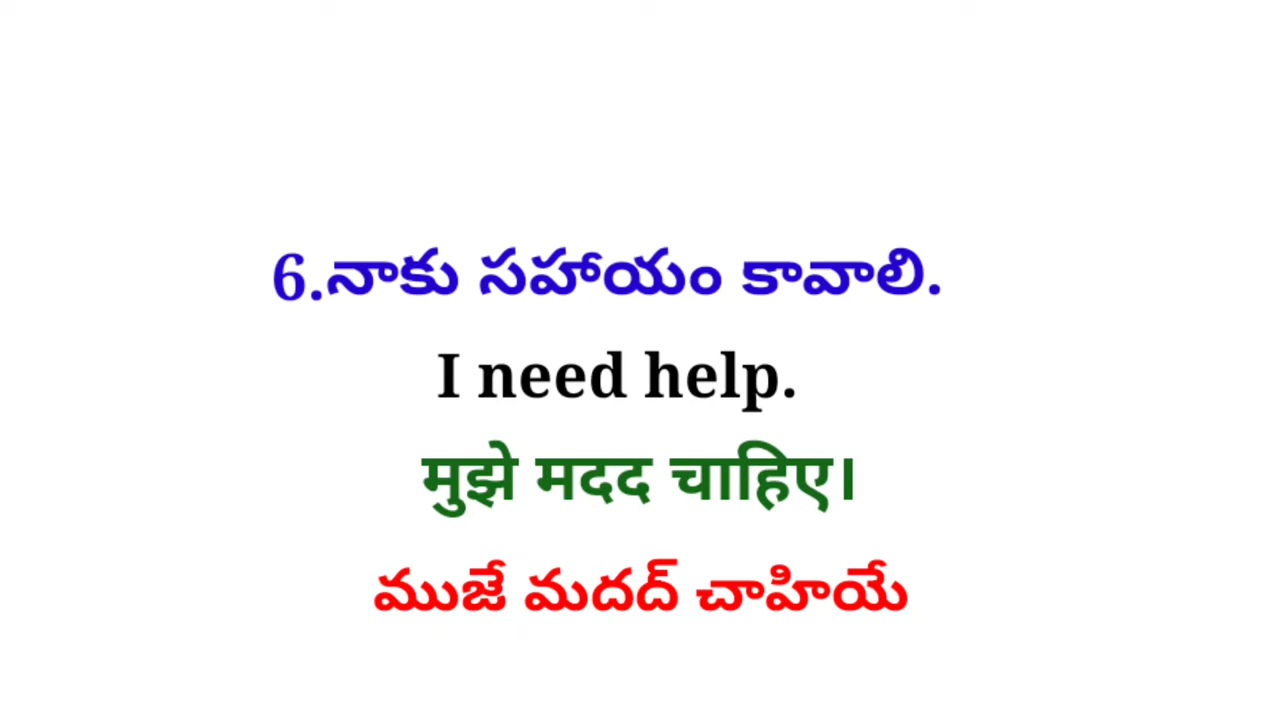 6.నాకు సహాయం కావాలి.
I need help.
मुझे मदद चाहिए।
ముజే మదద్ చాహియే